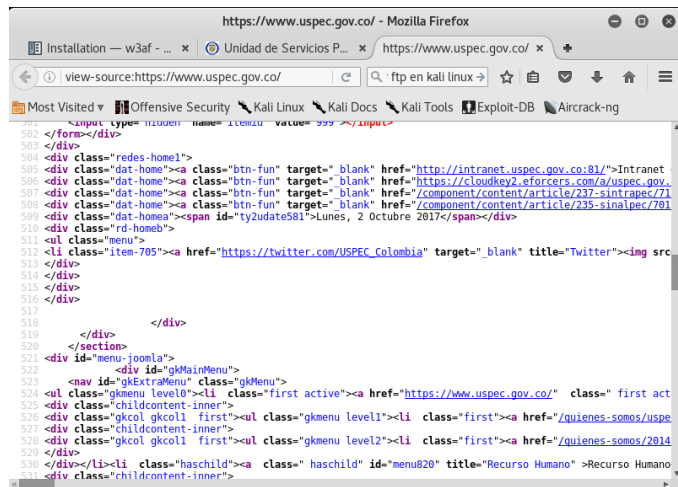 https://www.uspec.gov.co/ - Mozilla Firefox
Installation — w3af - ... × Unidad de Servicios P... × https://www.uspec.gov.co/ × +
view-source:https://www.uspec.gov.co/ ftp en kali linux
Most Visited Offensive Security Kali Linux Kali Docs Kali Tools Exploit-DB Aircrack-ng
501 <input type="hidden" name="Itemid" value="999"></input>
502 </form></div>
503 </div>
504 <div class="redes-home1">
505 <div class="dat-home"><a class="btn-fun" target="_blank" href="http://intranet.uspec.gov.co:81/">Intranet
506 <div class="dat-home"><a class="btn-fun" target="_blank" href="https://cloudkey2.eforcers.com/a/uspec.gov.
507 <div class="dat-home"><a class="btn-fun" target="_blank" href="/component/content/article/237-sintrapec/71
508 <div class="dat-home"><a class="btn-fun" target="_blank" href="/component/content/article/235-sinalpec/701
509 <div class="dat-homea"><span id="ty2udate581">Lunes, 2 Octubre 2017</span></div>
510 <div class="rd-homeb">
511 <ul class="menu">
512 <li class="item-705"><a href="https://twitter.com/USPEC_Colombia" target="_blank" title="Twitter"><img src
513 </div>
514 </div>
515 </div>
516 </div>
517
518 </div>
519 </div>
520 </section>
521 <div id="menu-joomla">
522 <div id="gkMainMenu">
523 <nav id="gkExtraMenu" class="gkMenu">
524 <ul class="gkmenu level0"><li class="first active"><a href="https://www.uspec.gov.co/" class=" first act
525 <div class="childcontent-inner">
526 <div class="gkcol gkcol1 first"><ul class="gkmenu level1"><li class="first"><a href="/quienes-somos/uspe
527 <div class="childcontent-inner">
528 <div class="gkcol gkcol1 first"><ul class="gkmenu level2"><li class="first"><a href="/quienes-somos/2014
529 </div>
530 </div></li><li class="haschild"><a class=" haschild" id="menu820" title="Recurso Humano" >Recurso Humano
531 <div class="childcontent-inner">